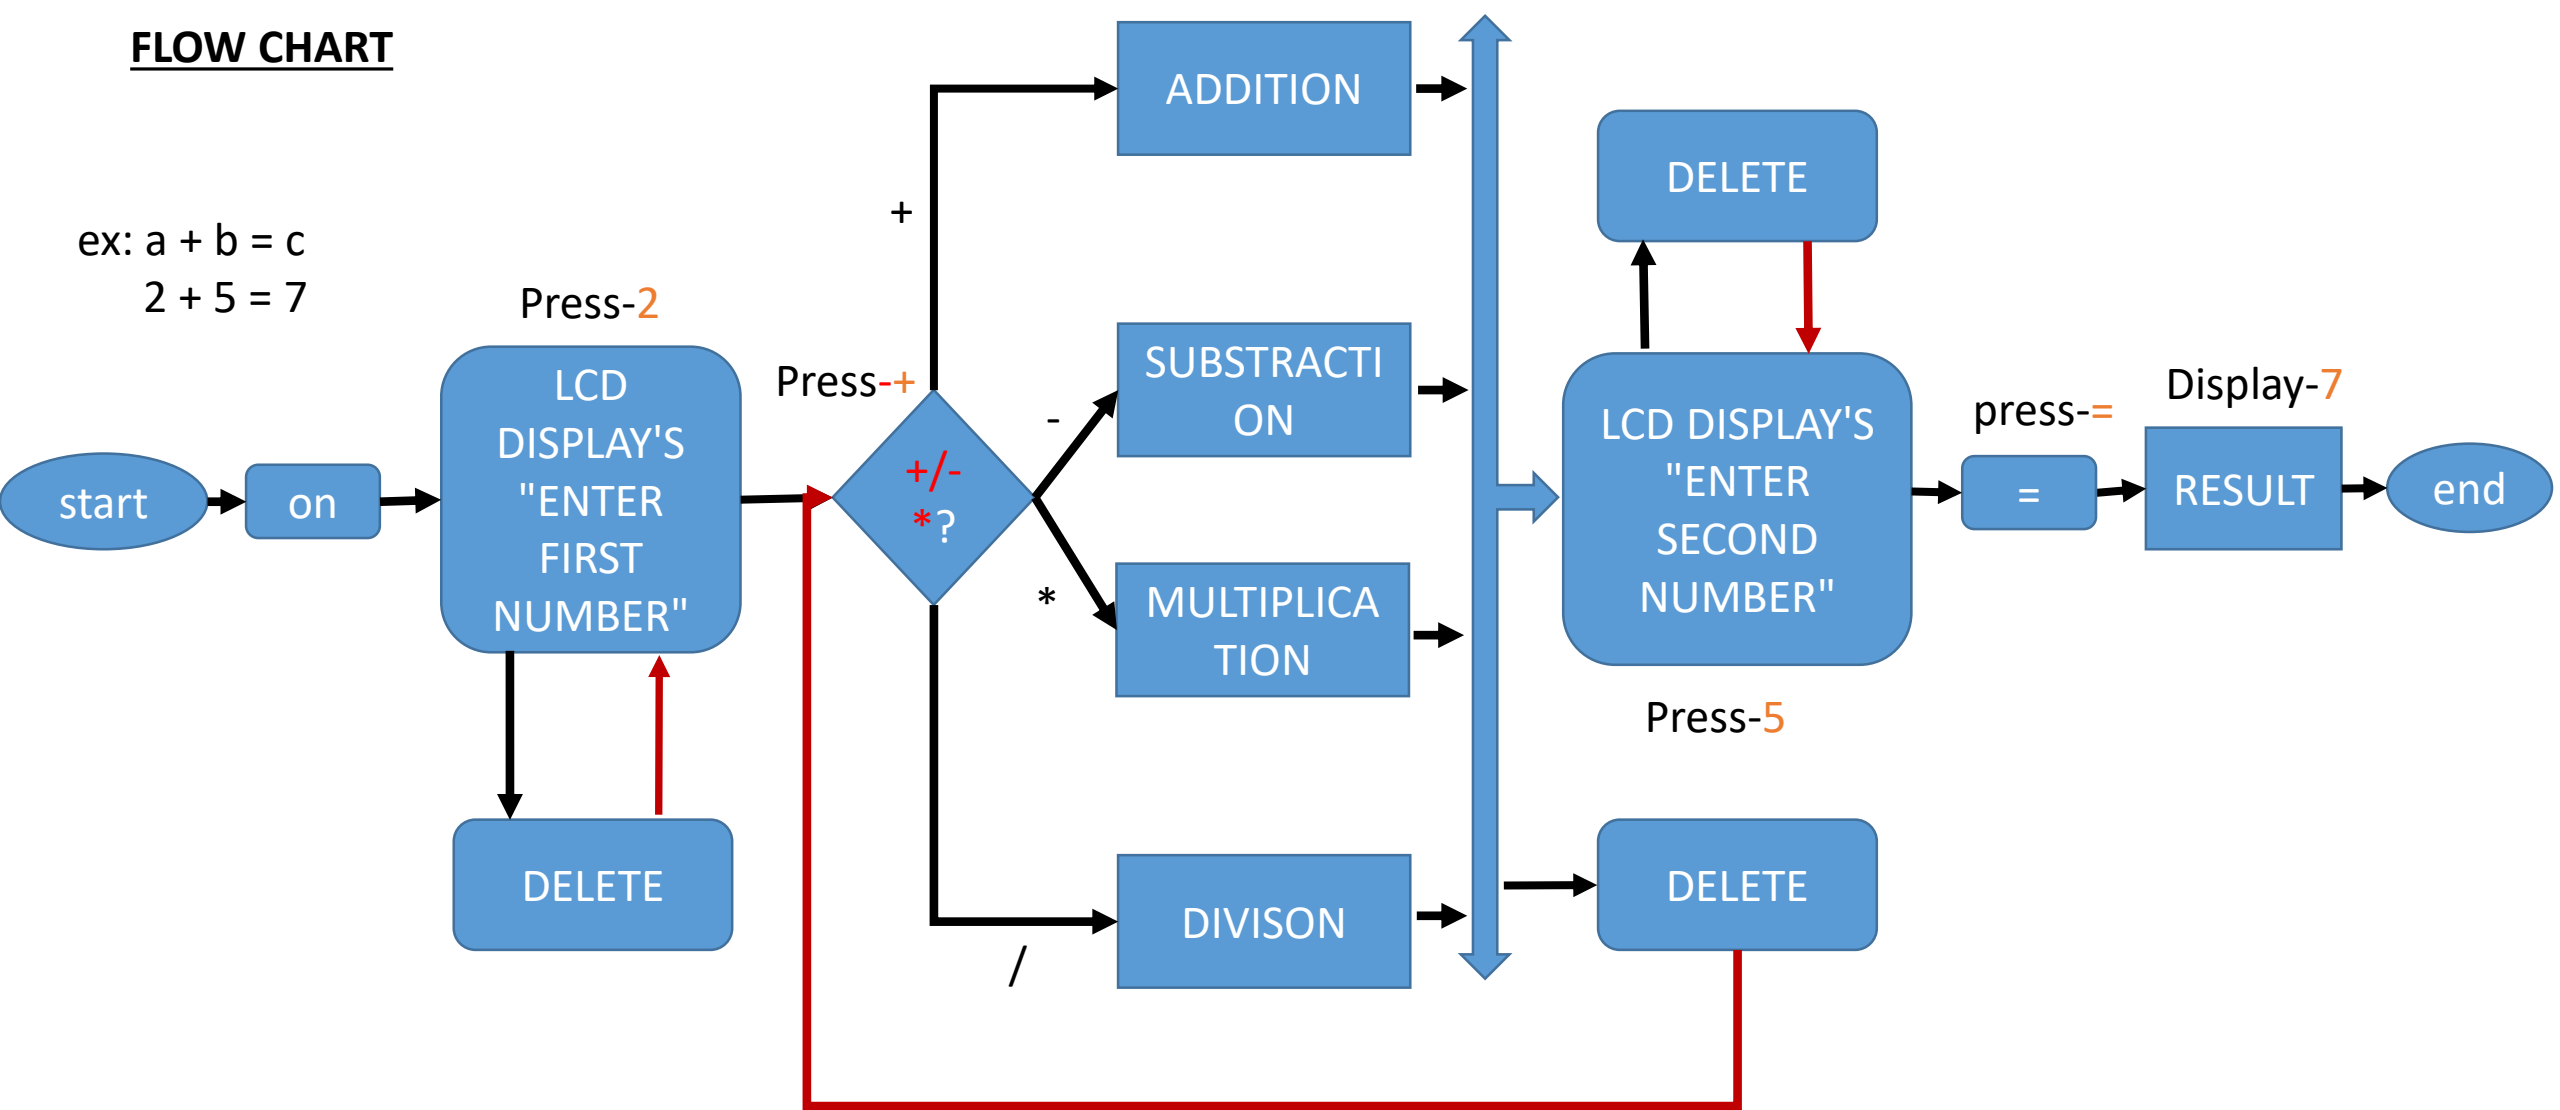 FLOW CHART
ex: a + b = c
2 + 5 = 7
start
on
Press-2
LCD
DISPLAY'S
"ENTER
FIRST
NUMBER"
DELETE
Press-+
+/-
*?
+
-
*
/
ADDITION
SUBSTRACTI
ON
MULTIPLICA
TION
DIVISON
DELETE
LCD DISPLAY'S
"ENTER
SECOND
NUMBER"
Press-5
DELETE
press-=
=
Display-7
RESULT
end